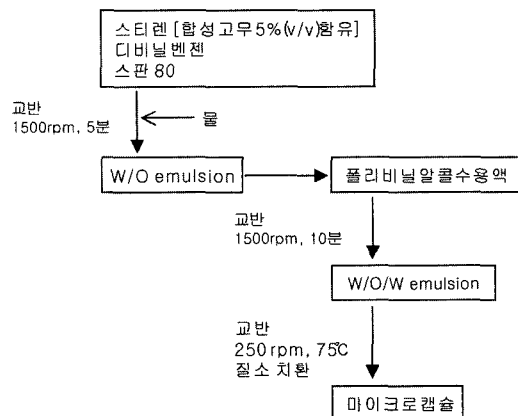 스티렌 [합성고무5%(v/v)함유]
디비닐벤젠
스판 80
교반
1500rpm, 5분
물
W/O emulsion
폴리비닐알콜수용액
교반
1500rpm, 10분
W/O/W emulsion
교반
250 rpm, 75℃
질소 치환
마이크로캡슐